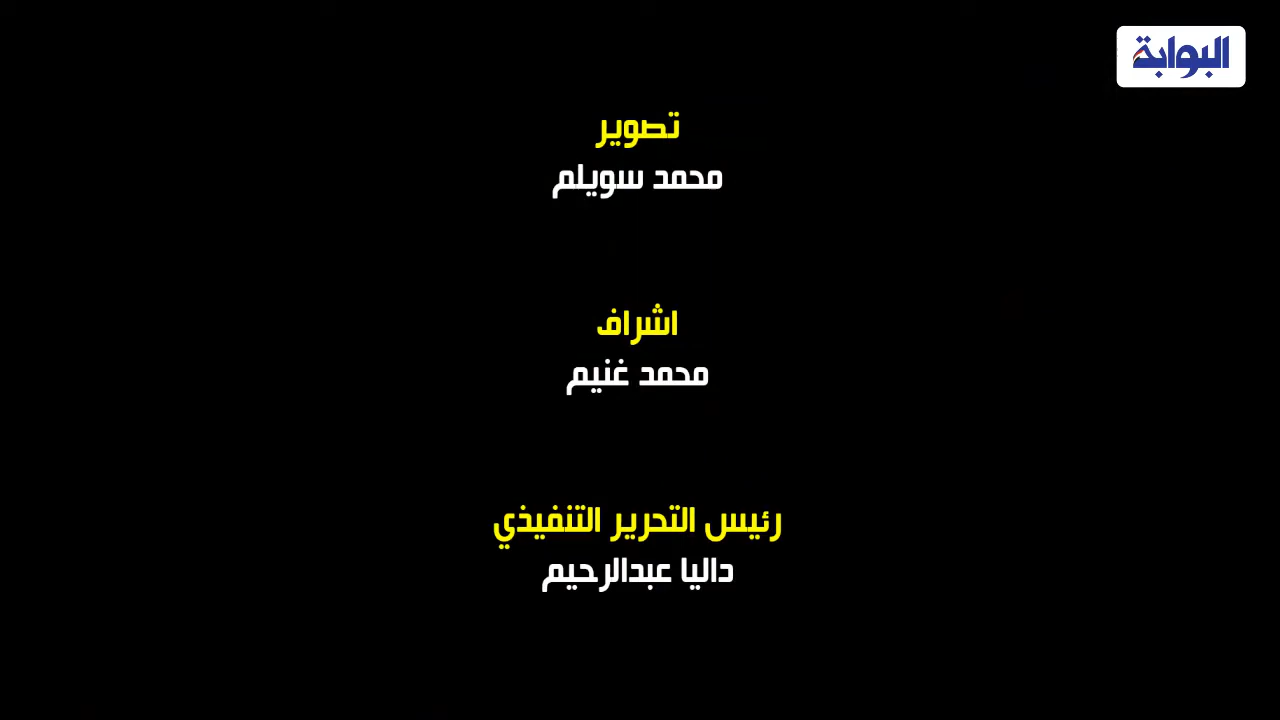 البوابة
تصوير
محمد سويلم
اشراف
محمد غنيم
رئيس التحرير التنفيذي
داليا عبدالرحيم